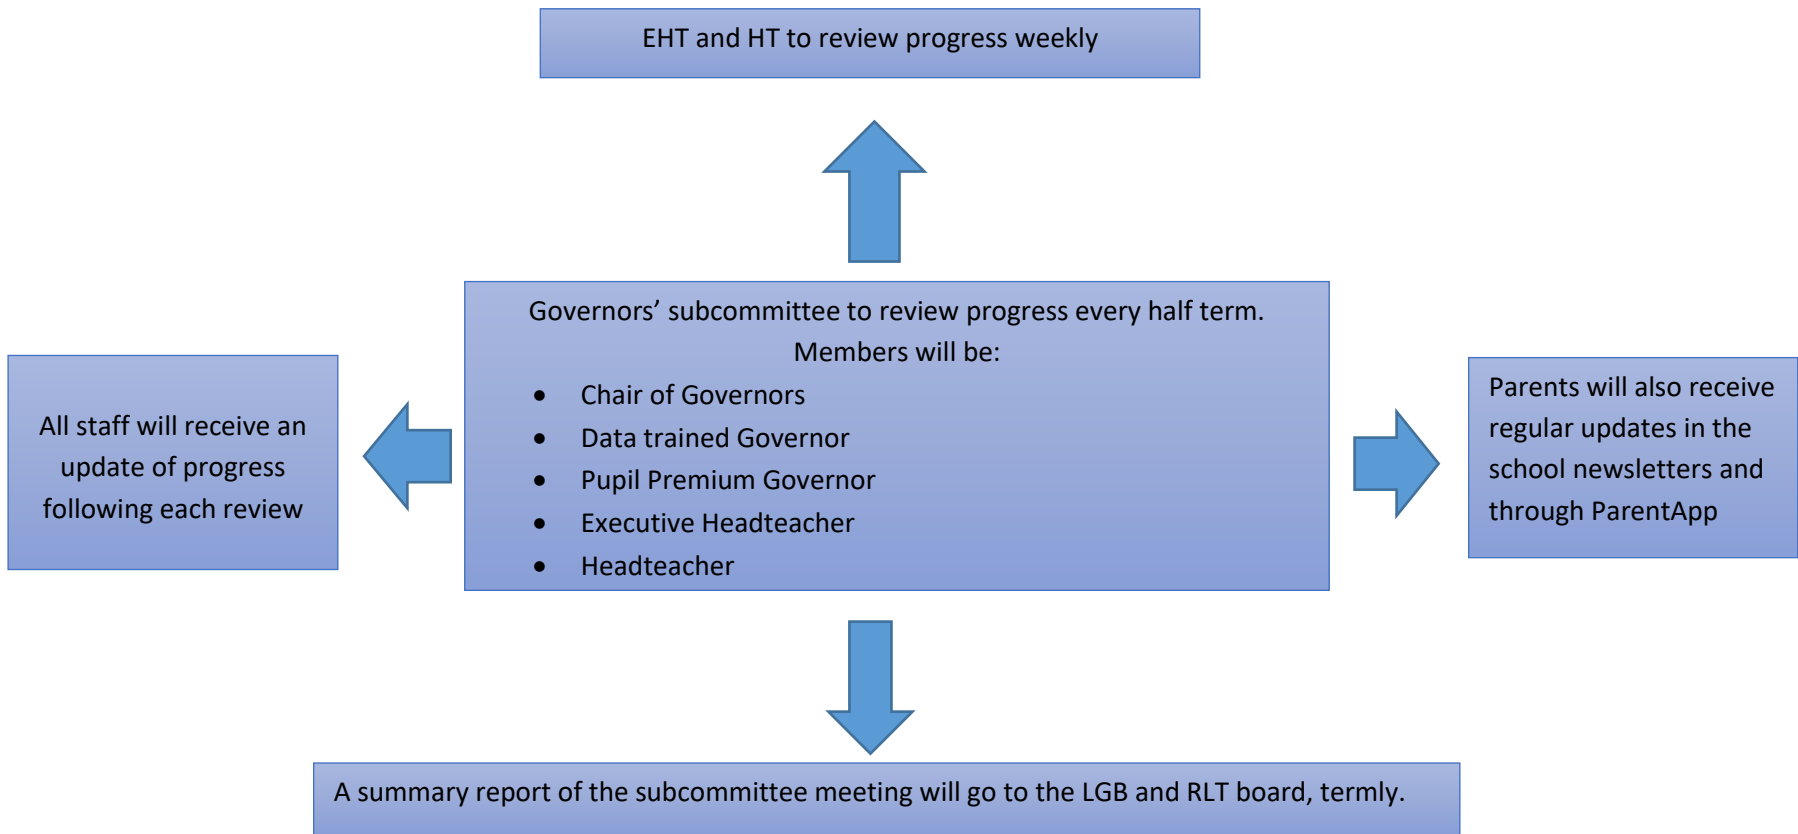 EHT and HT to review progress weekly
Governors’ subcommittee to review progress every half term.
Members will be:
• Chair of Governors
• Data trained Governor
• Pupil Premium Governor
• Executive Headteacher
• Headteacher
All staff will receive an
update of progress
following each review
Parents will also receive
regular updates in the
school newsletters and
through ParentApp
A summary report of the subcommittee meeting will go to the LGB and RLT board, termly.